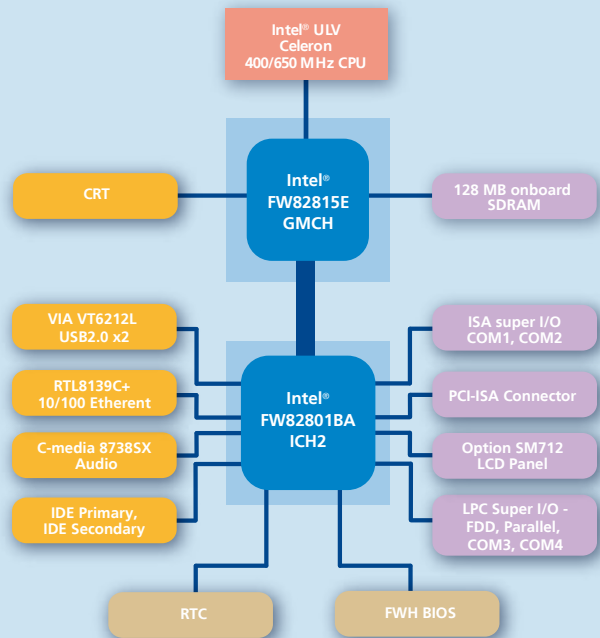 Intel® ULV
Celeron
400/650 MHz CPU
Intel®
FW82815E
GMCH
CRT
128 MB onboard
SDRAM
VIA VT6212L
USB2.0 x2
RTL8139C+
10/100 Etherent
C-media 8738SX
Audio
IDE Primary,
IDE Secondary
Intel®
FW82801BA
ICH2
ISA super I/O
COM1, COM2
PCI-ISA Connector
Option SM712
LCD Panel
LPC Super I/O -
FDD, Parallel,
COM3, COM4
RTC
FWH BIOS